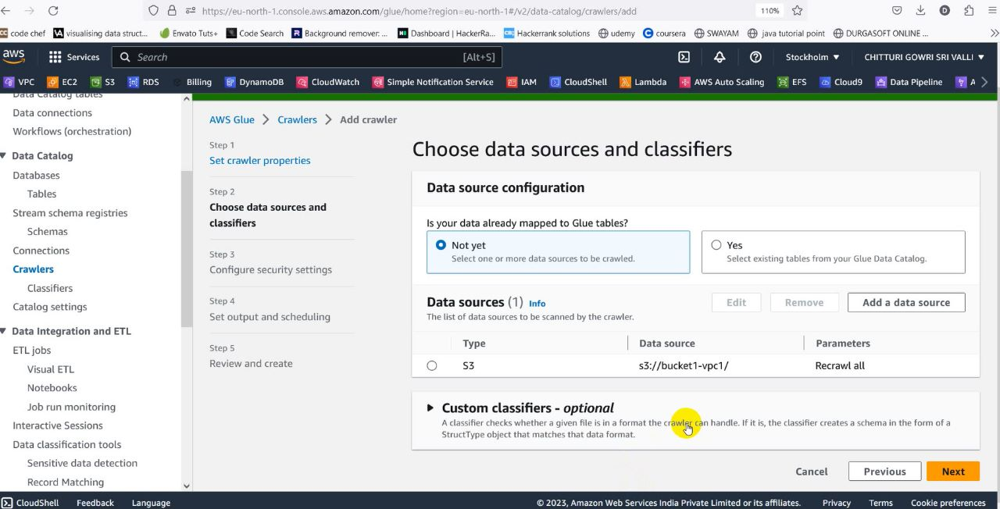 https://eu-north-1.console.aws.amazon.com/glue/home?region=eu-north-1#/v2/data-catalog/crawlers/add
110%
code chef
visualising data struct...
Envato Tuts+
Code Search
Background remover: ...
Dashboard | HackerRa...
Hackerrank solutions
udemy
coursera
SWAYAM
java tutorial point
DURGASOFT ONLINE ...
aws
Services
Search
[Alt+S]
Stockholm
CHITTURI GOWRI SRI VALLI
VPC
EC2
S3
RDS
Billing
DynamoDB
CloudWatch
Simple Notification Service
IAM
CloudShell
Lambda
AWS Auto Scaling
EFS
Cloud9
Data Pipeline
A
Data Catalog tables
Data connections
Workflows (orchestration)
Data Catalog
Databases
Tables
Stream schema registries
Schemas
Connections
Crawlers
Classifiers
Catalog settings
Data Integration and ETL
ETL jobs
Visual ETL
Notebooks
Job run monitoring
Interactive Sessions
Data classification tools
Sensitive data detection
Record Matching
AWS Glue
Crawlers
Add crawler
Step 1
Set crawler properties
Step 2
Choose data sources and
classifiers
Step 3
Configure security settings
Step 4
Set output and scheduling
Step 5
Review and create
Choose data sources and classifiers
Data source configuration
Is your data already mapped to Glue tables?
Not yet
Select one or more data sources to be crawled.
Yes
Select existing tables from your Glue Data Catalog.
Data sources (1) Info
The list of data sources to be scanned by the crawler.
Edit
Remove
Add a data source
Type
Data source
Parameters
S3
s3://bucket1-vpc1/
Recrawl all
Custom classifiers - optional
A classifier checks whether a given file is in a format the crawler can handle. If it is, the classifier creates a schema in the form of a
StructType object that matches that data format.
Cancel
Previous
Next
CloudShell
Feedback
Language
© 2023, Amazon Web Services India Private Limited or its affiliates.
Privacy
Terms
Cookie preferences